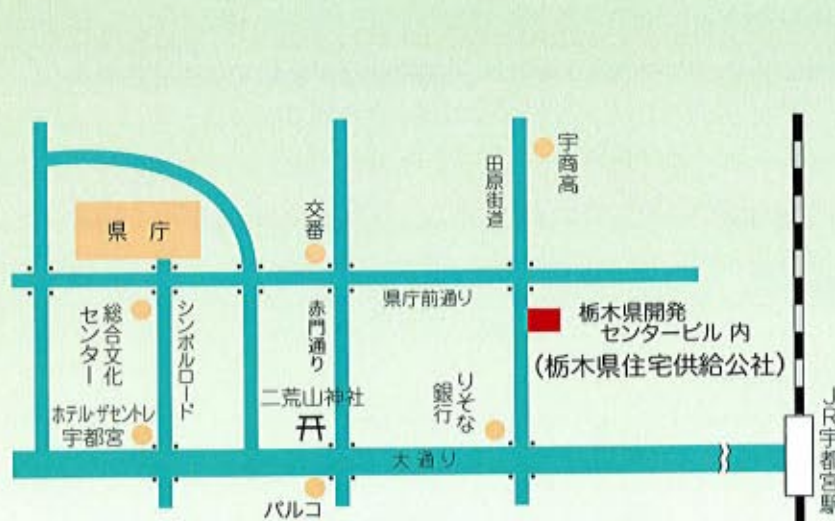 宇商高
田原街道
交番
県 庁
県庁前通り
栃木県開発
センタービル 内
(栃木県住宅供給公社)
総合文化
センター
シンボルロード
赤門通り
二荒山神社
りそな
銀行
ホテル・ザセントレ
宇都宮
大通り
パルコ
JR宇都宮駅